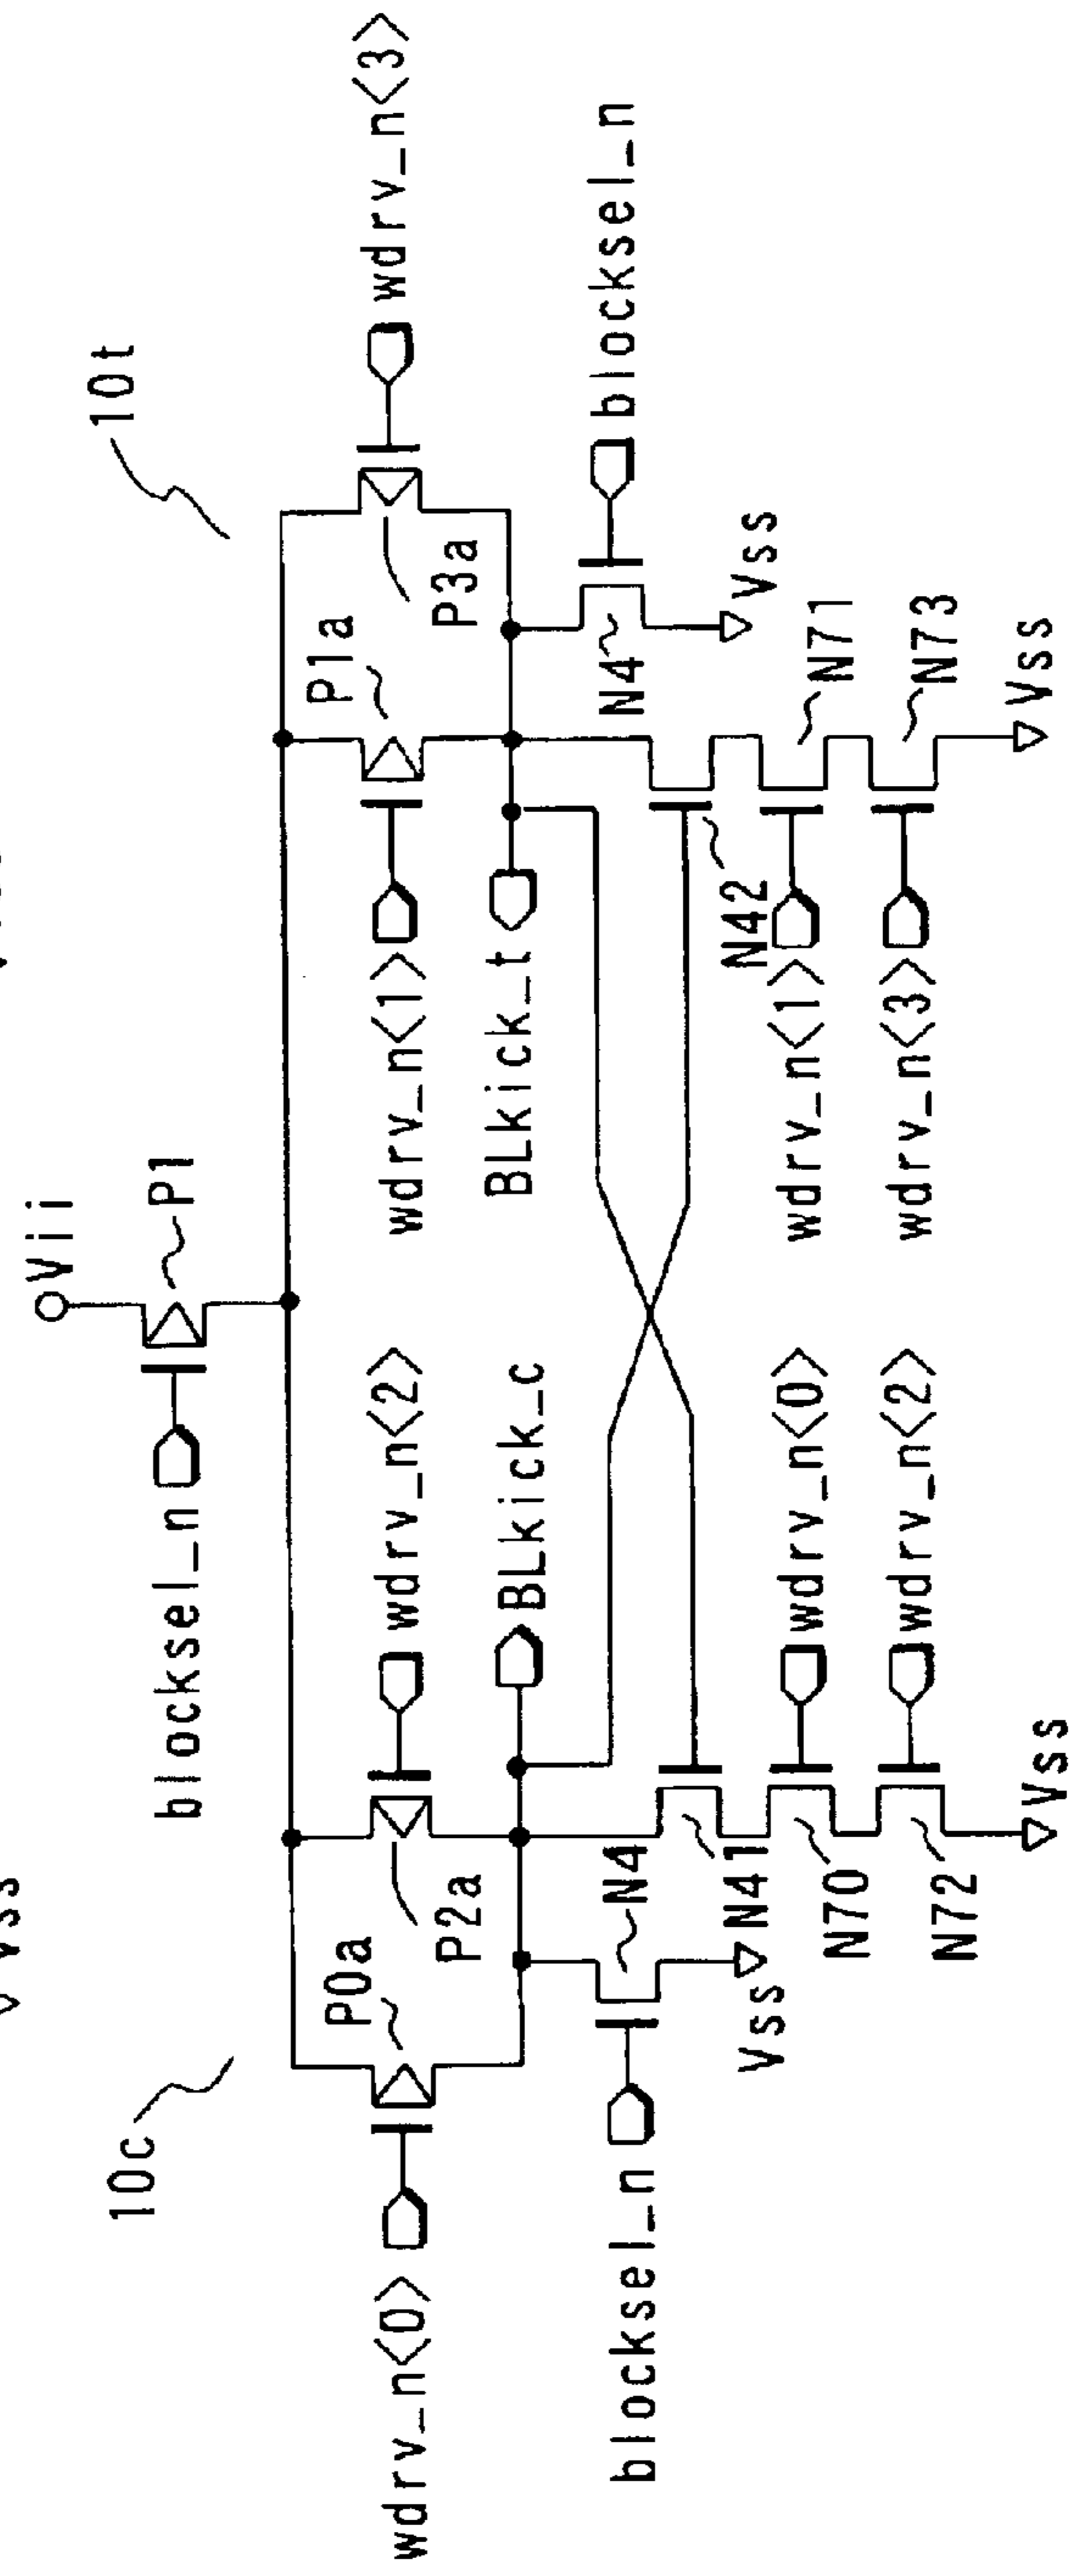 Vii
P1
blocksel_n
10c
10t
wdrv_n<0>
P0a
P2a
wdrv_n<2>
wdrv_n<1>
P1a
P3a
wdrv_n<3>
BLkick_c
BLkick_t
blocksel_n
N4
Vss
N41
N4
blocksel_n
Vss
N42
N70
wdrv_n<0>
wdrv_n<1>
N71
N72
wdrv_n<2>
wdrv_n<3>
N73
Vss
Vss